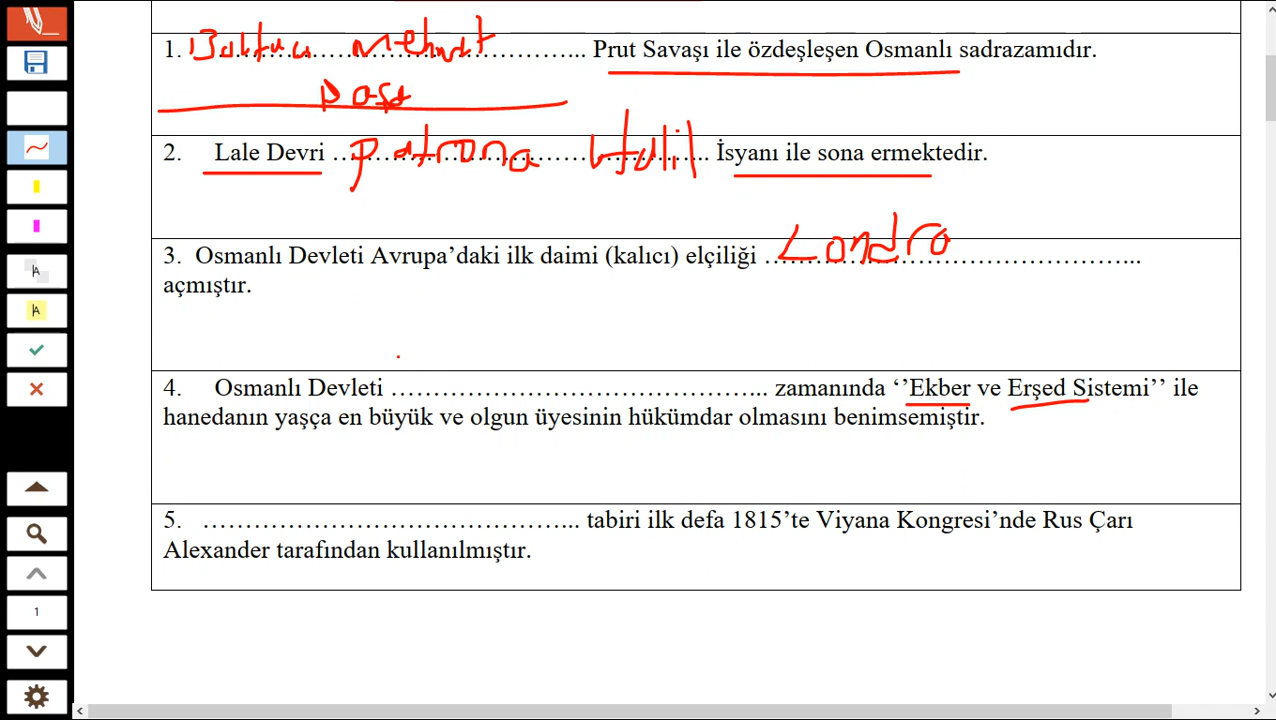 1. Baltacı Mehmet ……….. Prut Savaşı ile özdeşleşen Osmanlı sadrazamıdır.
Paşa
2. Lale Devri …Patrona Halil….. İsyanı ile sona ermektedir.
3. Osmanlı Devleti Avrupa’daki ilk daimi (kalıcı) elçiliği …Londra………………………..
açmıştır.
4. Osmanlı Devleti …………………………………….. zamanında ‘’Ekber ve Erşed Sistemi’’ ile
hanedanın yaşça en büyük ve olgun üyesinin hükümdar olmasını benimsemiştir.
5. …………………………………….. tabiri ilk defa 1815’te Viyana Kongresi’nde Rus Çarı
Alexander tarafından kullanılmıştır.
A
A
1